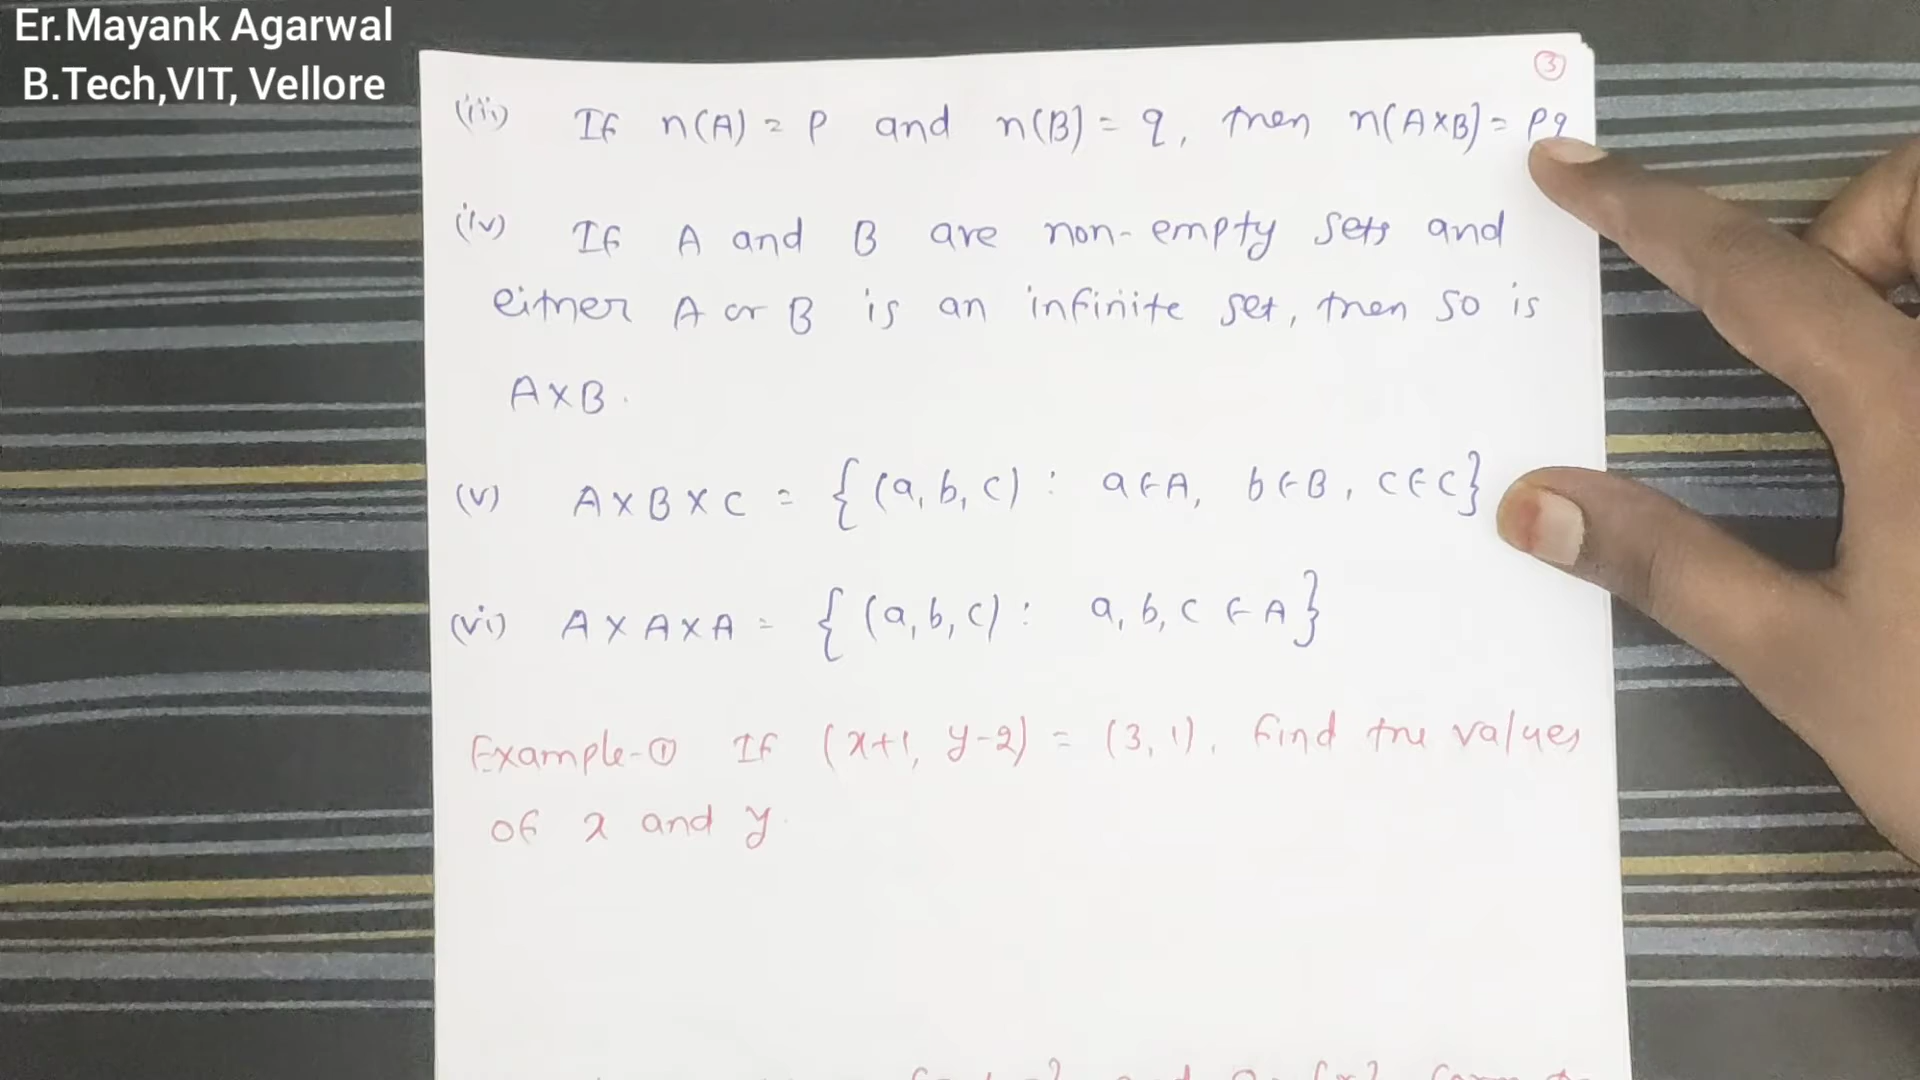 Er.Mayank Agarwal
B.Tech,VIT, Vellore
3
(iii) If n(A) = p and n(B) = q, then n(A×B) = pq
(iv) If A and B are non-empty sets and
either A or B is an infinite set, then so is
A×B.
(v) A×B×C = {(a,b,c) : a∈A, b∈B, c∈C}
(vi) A×A×A = {(a,b,c) : a,b,c ∈ A}
Example-① If (x+1, y-2) = (3,1), find the values
of x and y.